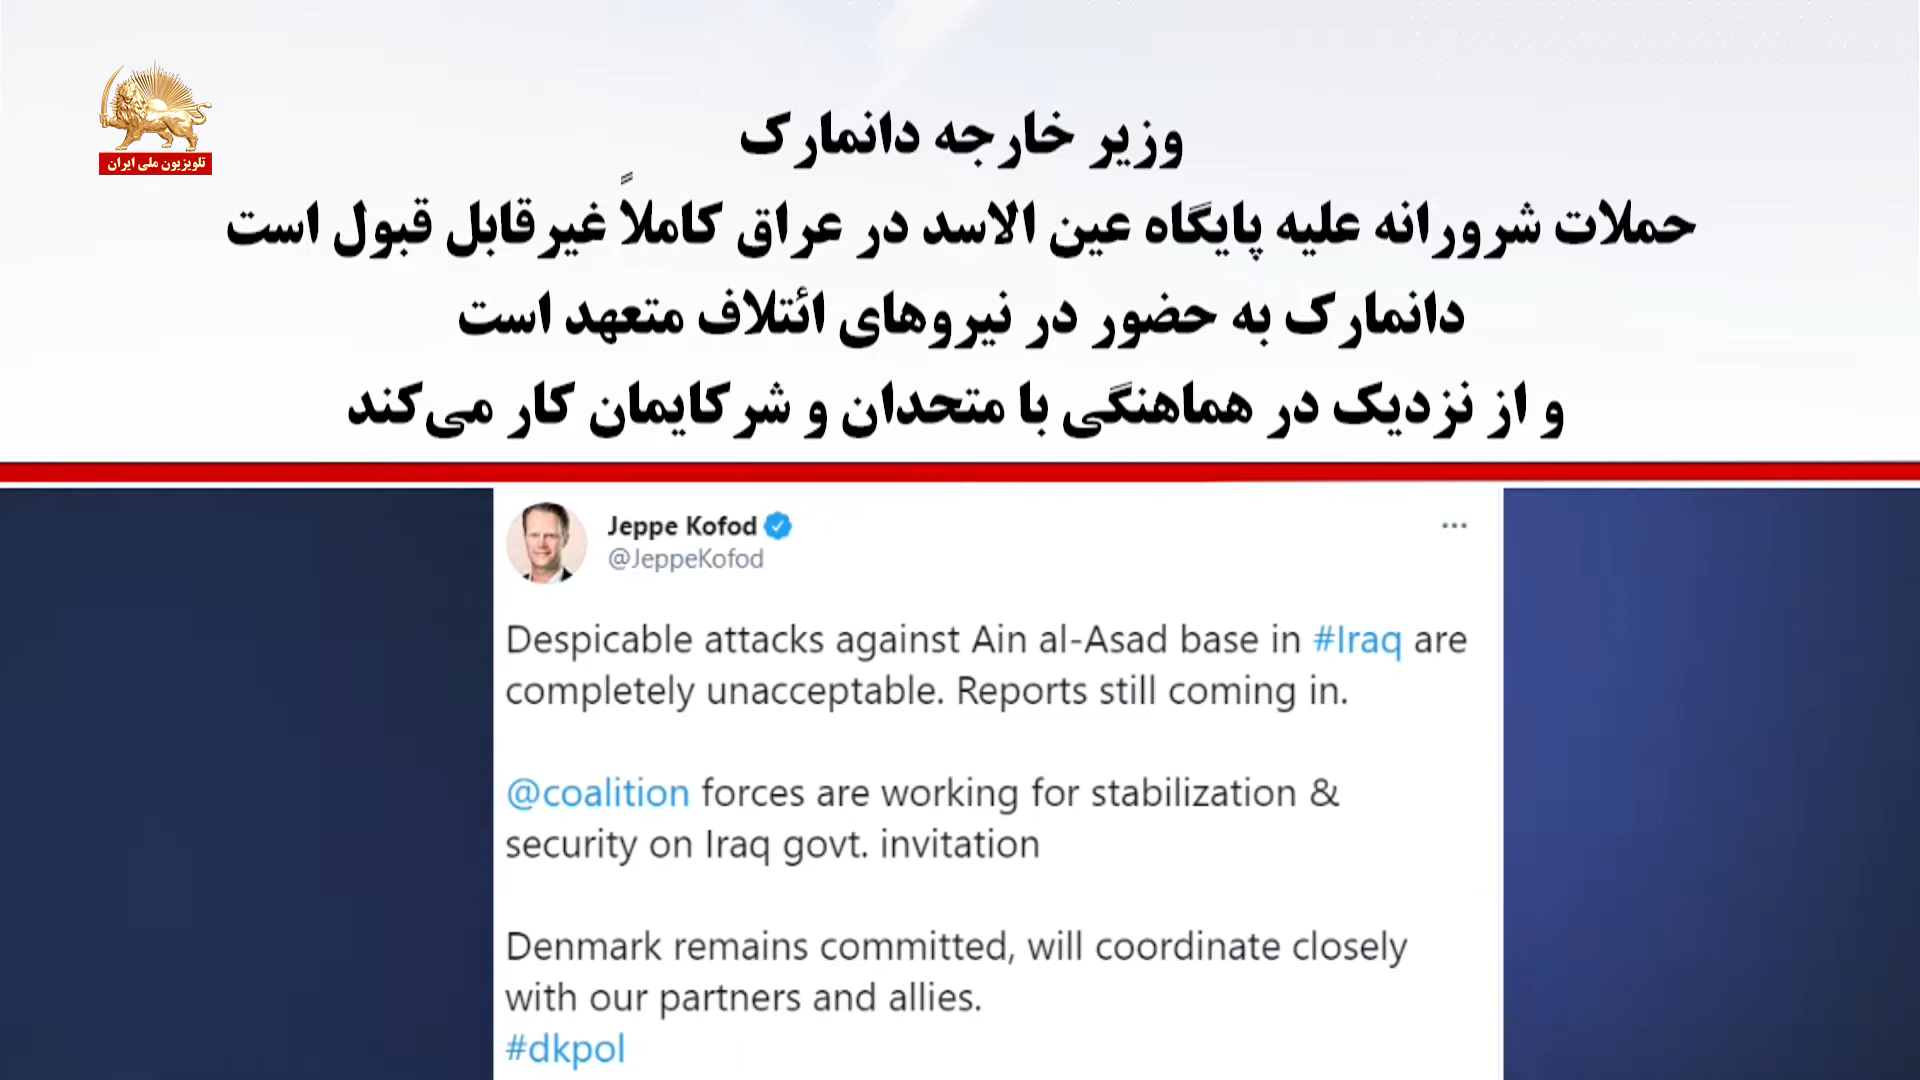 تلویزیون ملی ایران
وزیر خارجه دانمارک
حملات شرورانه علیه پایگاه عین الاسد در عراق کاملاً غیرقابل قبول است
دانمارک به حضور در نیروهای ائتلاف متعهد است
و از نزدیک در هماهنگی با متحدان و شرکایمان کار می‌کند
Jeppe Kofod
@JeppeKofod
Despicable attacks against Ain al-Asad base in #Iraq are
completely unacceptable. Reports still coming in.
@coalition forces are working for stabilization &
security on Iraq govt. invitation
Denmark remains committed, will coordinate closely
with our partners and allies.
#dkpol